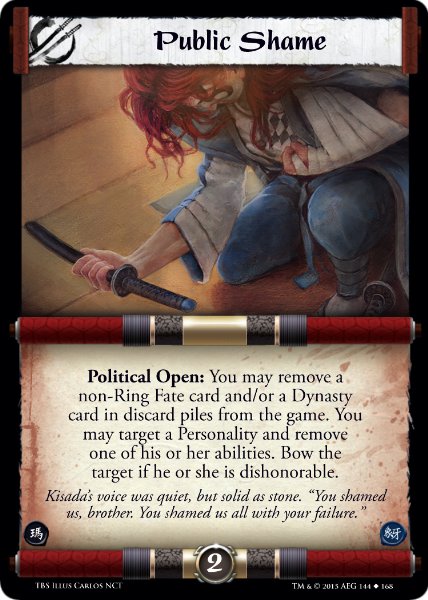 Public Shame
Political Open: You may remove a
non-Ring Fate card and/or a Dynasty
card in discard piles from the game. You
may target a Personality and remove
one of his or her abilities. Bow the
target if he or she is dishonorable.
Kisada's voice was quiet, but solid as stone. “You shamed
us, brother. You shamed us all with your failure.”
瑪
牙
2
TBS ILLUS CARLOS NCT
TM & © 2015 AEG 144 ♦ 168